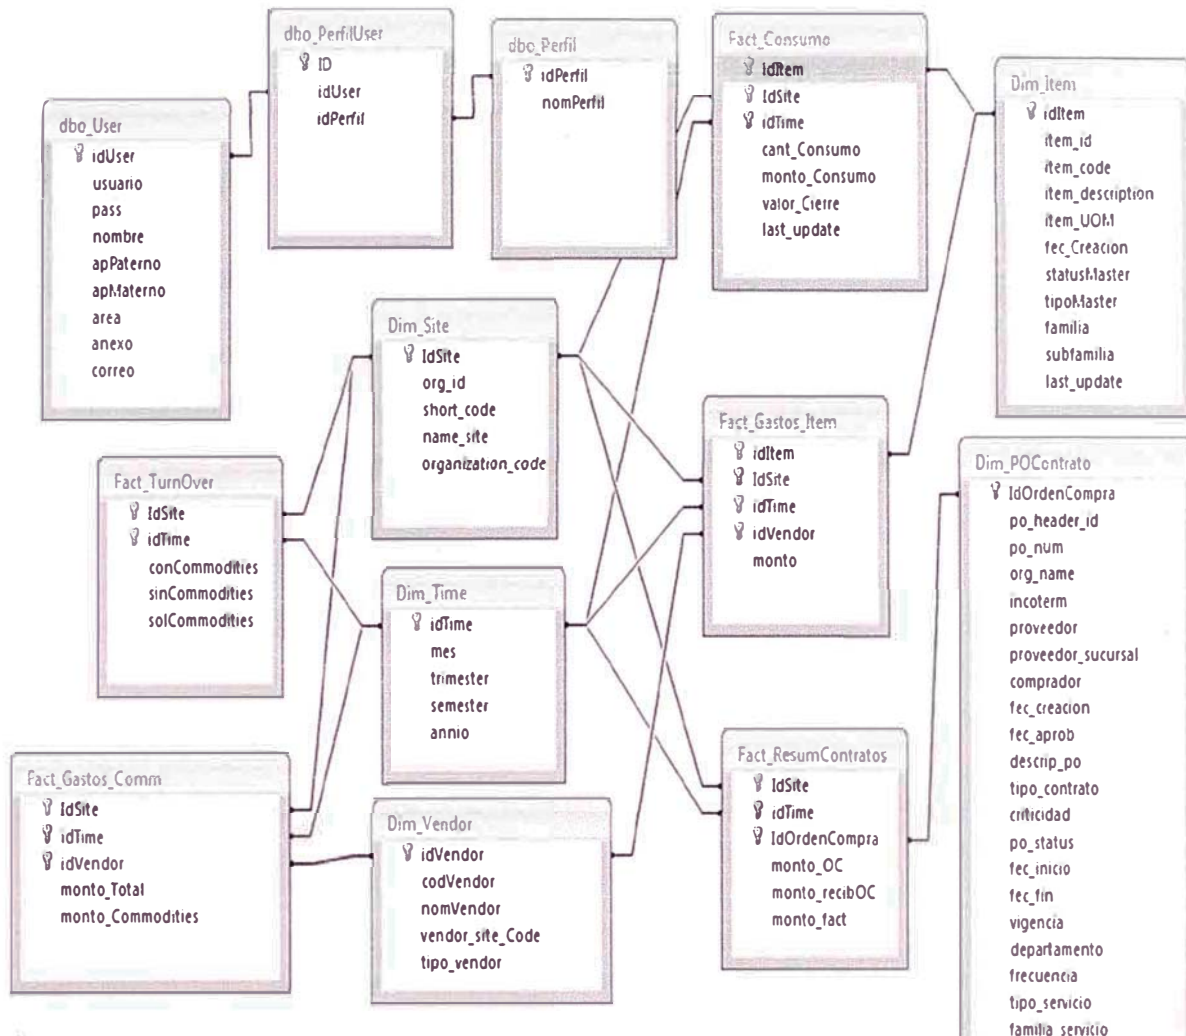 dbo_PerfilUser
ID
idUser
idPerfil
dbo_Perfil
idPerfil
nomPerfil
Fact_Consumo
IdItem
IdSite
idTime
cant_Consumo
monto_Consumo
valor_Cierre
last_update
Dim_Item
idItem
item_id
item_code
item_description
item_UOM
fec_Creacion
statusMaster
tipoMaster
familia
subfamilia
last_update
dbo_User
idUser
usuario
pass
nombre
apPaterno
apMaterno
area
anexo
correo
Dim_Site
IdSite
org_id
short_code
name_site
organization_code
Fact_Gastos_Item
idItem
IdSite
idTime
idVendor
monto
Dim_POContrato
IdOrdenCompra
po_header_id
po_num
org_name
incoterm
proveedor
proveedor_sucursal
comprador
fec_creacion
fec_aprob
descrip_po
tipo_contrato
criticidad
po_status
fec_inicio
fec_fin
vigencia
departamento
frecuencia
tipo_servicio
familia_servicio
Fact_TurnOver
IdSite
idTime
conCommodities
sinCommodities
solCommodities
Dim_Time
idTime
mes
trimester
semester
annio
Fact_ResumContratos
IdSite
idTime
IdOrdenCompra
monto_OC
monto_recibOC
monto_fact
Fact_Gastos_Comm
IdSite
idTime
idVendor
monto_Total
monto_Commodities
Dim_Vendor
idVendor
codVendor
nomVendor
vendor_site_Code
tipo_vendor